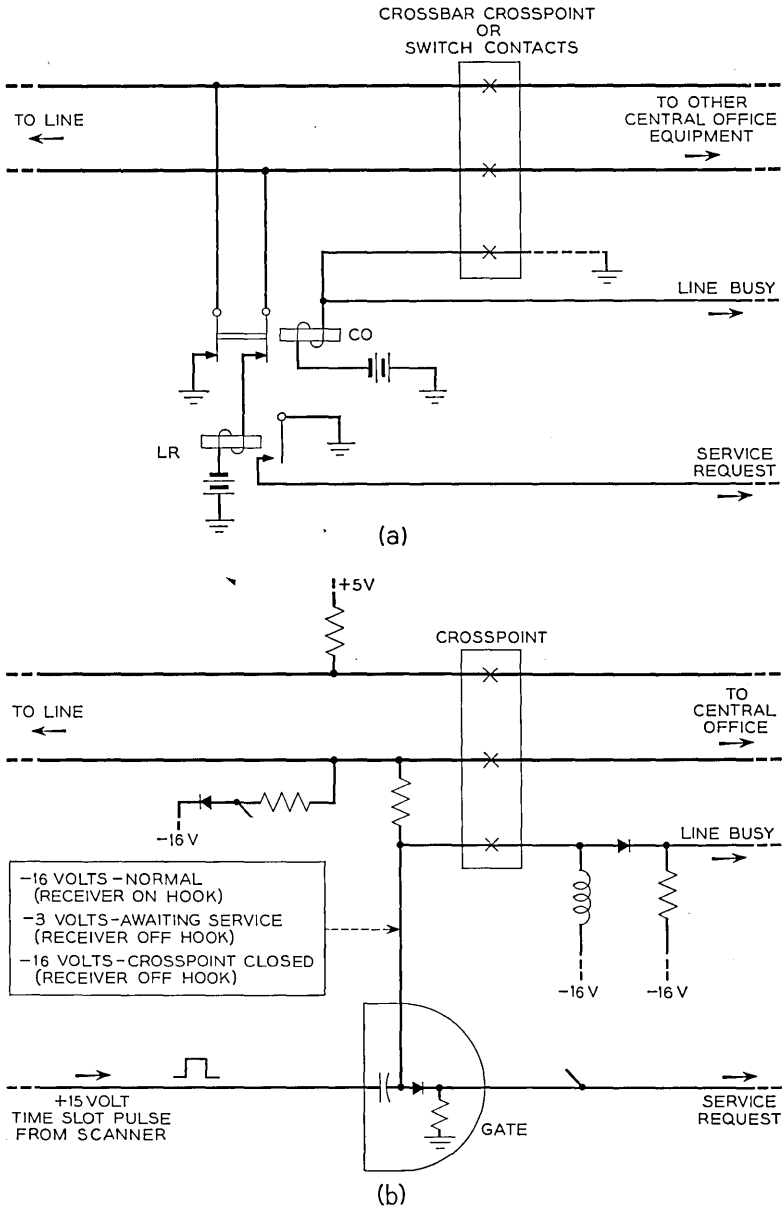 CROSSBAR CROSSPOINT
OR
SWITCH CONTACTS
TO LINE
TO OTHER
CENTRAL OFFICE
EQUIPMENT
LINE BUSY
CO
LR
SERVICE
REQUEST
(a)
+5V
CROSSPOINT
TO LINE
TO
CENTRAL
OFFICE
-16 V
LINE BUSY
-16 VOLTS-NORMAL
(RECEIVER ON HOOK)
-3 VOLTS-AWAITING SERVICE
(RECEIVER OFF HOOK)
-16 VOLTS-CROSSPOINT CLOSED
(RECEIVER OFF HOOK)
-16 V
-16 V
+15 VOLT
TIME SLOT PULSE
FROM SCANNER
GATE
SERVICE
REQUEST
(b)